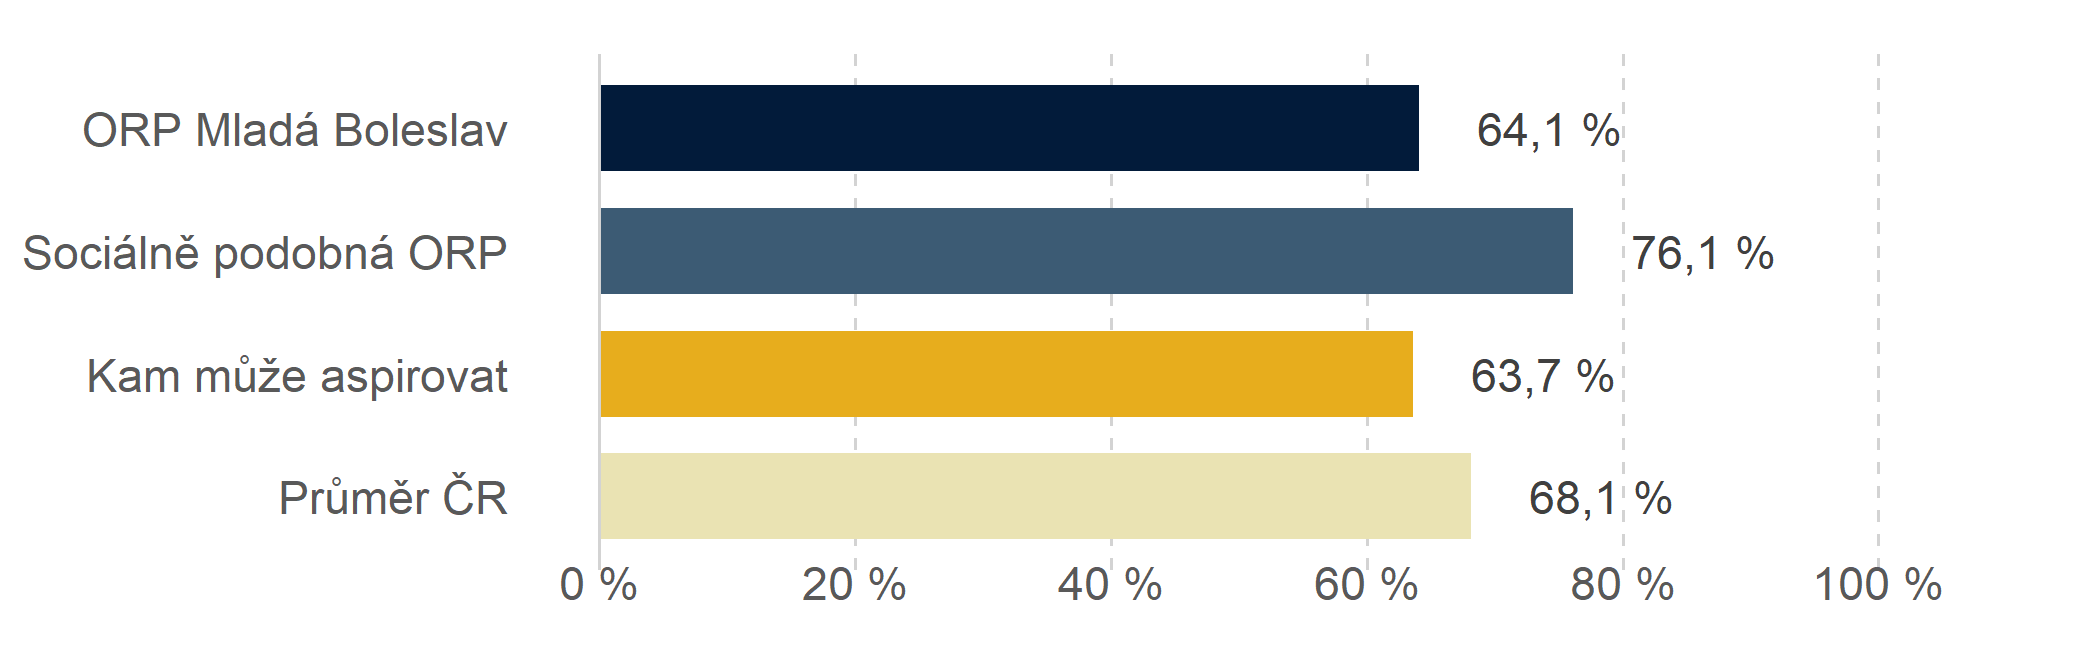 ORP Mladá Boleslav 64,1 %
Sociálně podobná ORP 76,1 %
Kam může aspirovat 63,7 %
Průměr ČR 68,1 %
0 % 20 % 40 % 60 % 80 % 100 %